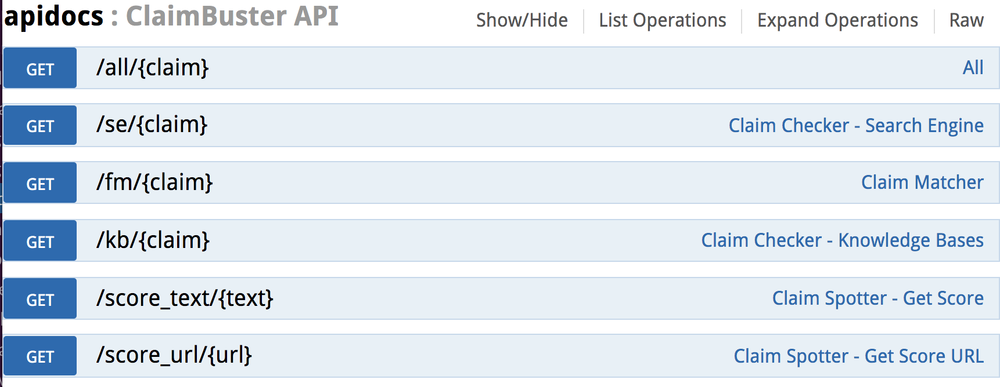 apidocs : ClaimBuster API Show/Hide List Operations Expand Operations Raw
GET /all/{claim} All
GET /se/{claim} Claim Checker - Search Engine
GET /fm/{claim} Claim Matcher
GET /kb/{claim} Claim Checker - Knowledge Bases
GET /score_text/{text} Claim Spotter - Get Score
GET /score_url/{url} Claim Spotter - Get Score URL